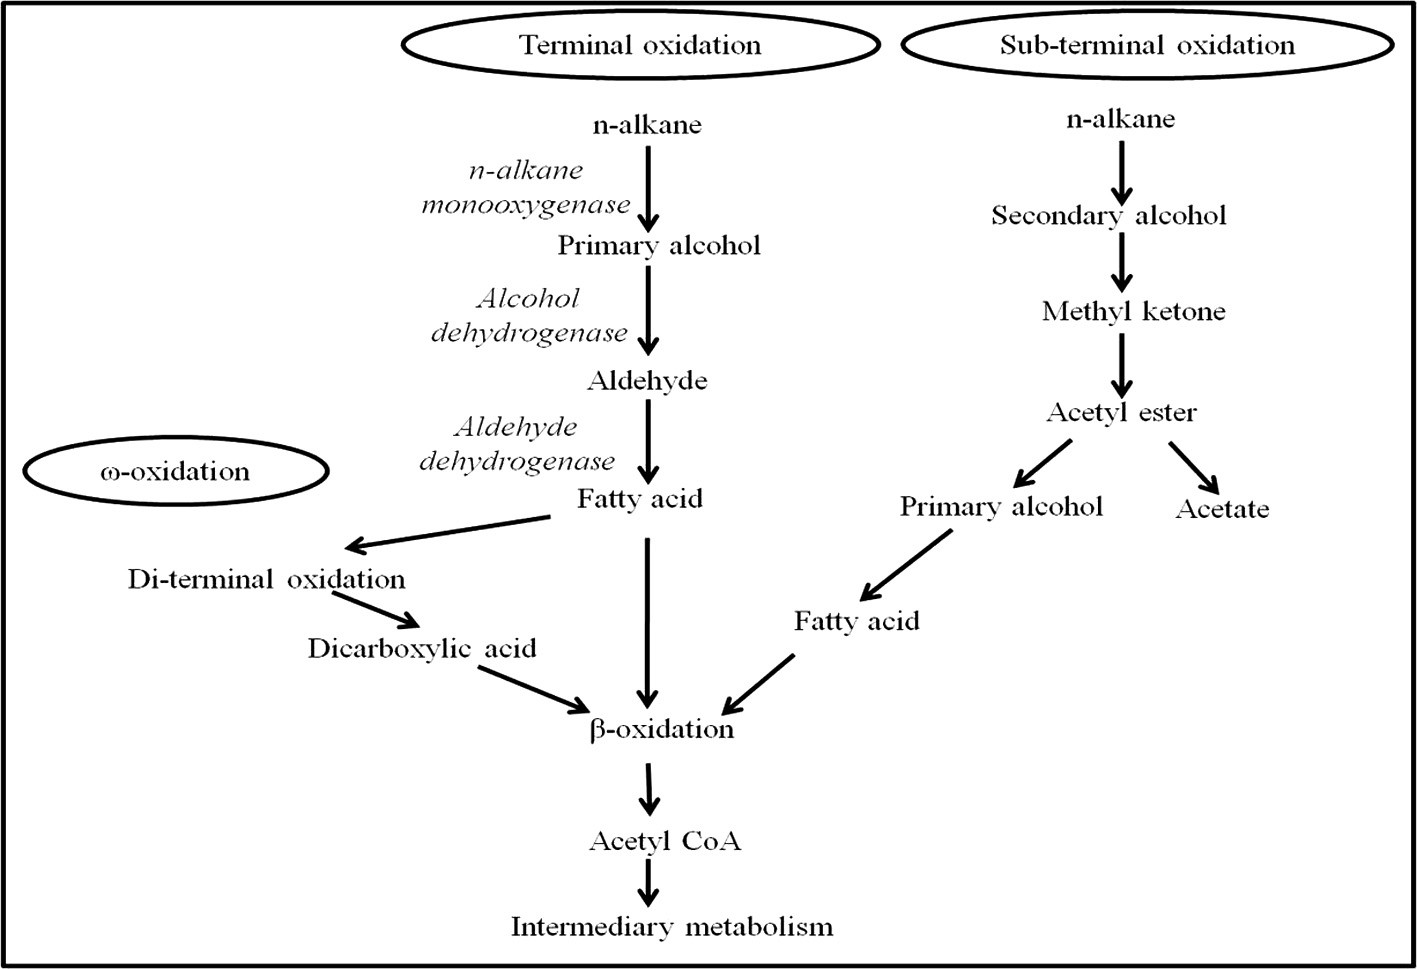 Terminal oxidation
Sub-terminal oxidation
n-alkane
n-alkane
n-alkane
monooxygenase
Primary alcohol
Secondary alcohol
Alcohol
dehydrogenase
Methyl ketone
Aldehyde
Acetyl ester
Aldehyde
dehydrogenase
ω-oxidation
Fatty acid
Primary alcohol
Acetate
Di-terminal oxidation
Fatty acid
Dicarboxylic acid
β-oxidation
Acetyl CoA
Intermediary metabolism